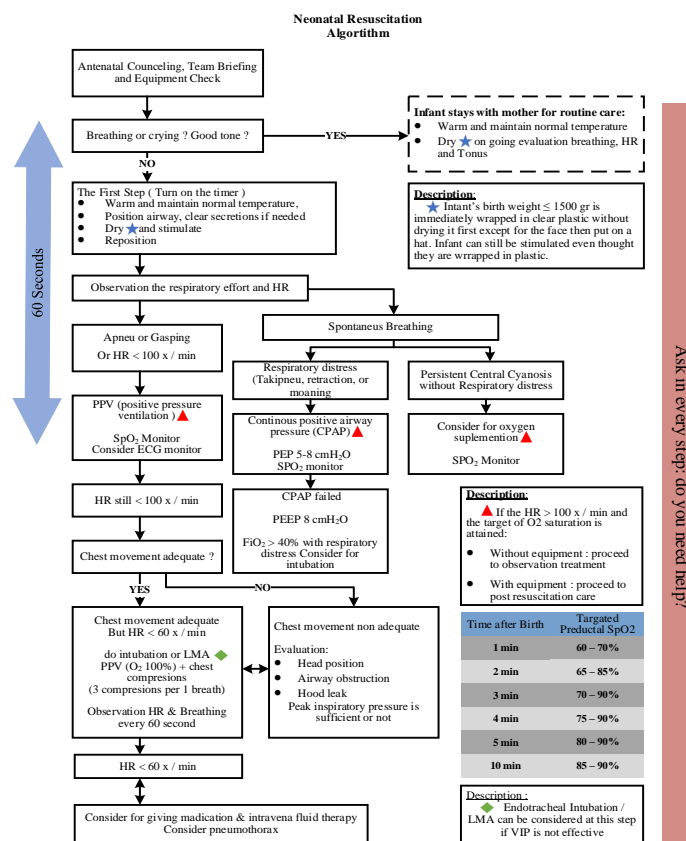 Neonatal Resuscitation
Algortithm
Antenatal Counceling, Team Briefing
and Equipment Check
Breathing or crying ? Good tone ?
YES
Infant stays with mother for routine care:
● Warm and maintain normal temperature
● Dry ★ on going evaluation breathing, HR
and Tonus
NO
The First Step ( Turn on the timer )
● Warm and maintain normal temperature,
● Position airway, clear secretions if needed
● Dry ★ and stimulate
● Reposition
Description:
★ Intant's birth weight ≤ 1500 gr is
immediately wrapped in clear plastic without
drying it first except for the face then put on a
hat. Infant can still be stimulated even thought
they are wrrapped in plastic.
60 Seconds
Observation the respiratory effort and HR
Spontaneus Breathing
Apneu or Gasping
Or HR < 100 x / min
Respiratory distress
(Takipneu, retraction, or
moaning
Persistent Central Cyanosis
without Respiratory distress
PPV (positive pressure
ventilation ) ▲
SpO₂ Monitor
Consider ECG monitor
Continous positive airway
pressure (CPAP) ▲
PEP 5-8 cmH₂O
SPO₂ monitor
Consider for oxygen
suplemention ▲
SPO₂ Monitor
HR still < 100 x / min
CPAP failed
PEEP 8 cmH₂O
FiO₂ > 40% with respiratory
distress Consider for
intubation
Chest movement adequate ?
YES
NO
Description:
▲ If the HR > 100 x / min and
the target of O2 saturation is
attained:
● Without equipment : proceed
to observation treatment
● With equipment : proceed to
post resuscitation care
Chest movement adequate
But HR < 60 x / min
do intubation or LMA ◆
PPV (O₂ 100%) + chest
compresions
(3 compresions per 1 breath)
Observation HR & Breathing
every 60 second
Chest movement non adequate
Evaluation:
● Head position
● Airway obstruction
● Hood leak
Peak inspiratory pressure is
sufficient or not
Time after Birth Targated
Preductal SpO2
1 min 60 – 70%
2 min 65 – 85%
3 min 70 – 90%
4 min 75 – 90%
5 min 80 – 90%
10 min 85 – 90%
HR < 60 x / min
Consider for giving madication & intravena fluid therapy
Consider pneumothorax
Description :
◆ Endotracheal Intubation /
LMA can be considered at this step
if VIP is not effective
Ask in every step: do you need help?